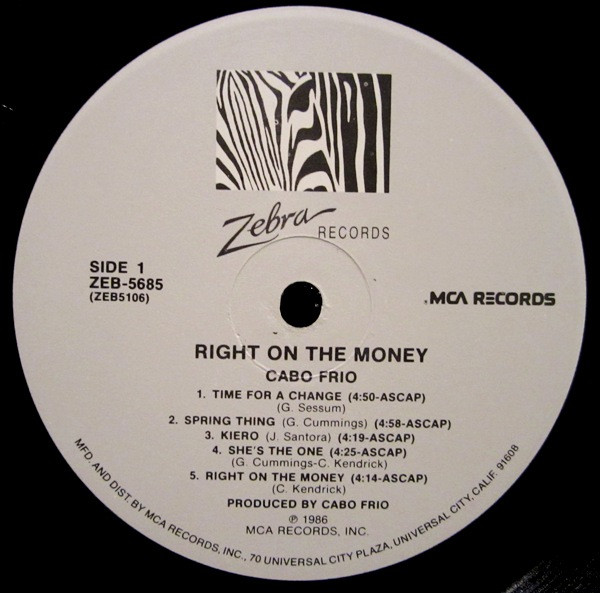 Zebra RECORDS
SIDE 1
ZEB-5685
(ZEB5106)
MCA RECORDS
RIGHT ON THE MONEY
CABO FRIO
1. TIME FOR A CHANGE (4:50-ASCAP)
(G. Sessum)
2. SPRING THING (G. Cummings) (4:58-ASCAP)
3. KIERO (J. Santora) (4:19-ASCAP)
4. SHE'S THE ONE (4:25-ASCAP)
(G. Cummings-C. Kendrick)
5. RIGHT ON THE MONEY (4:14-ASCAP)
(C. Kendrick)
PRODUCED BY CABO FRIO
℗ 1986
MCA RECORDS, INC.
MFD. AND DIST. BY MCA RECORDS, INC., 70 UNIVERSAL CITY PLAZA, UNIVERSAL CITY, CALIF. 91608